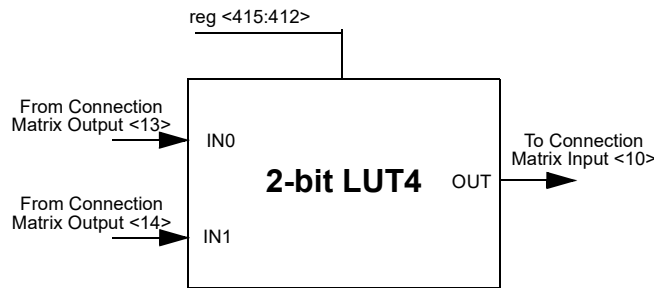 reg <415:412>
From Connection
Matrix Output <13>
IN0
2-bit LUT4
OUT
To Connection
Matrix Input <10>
From Connection
Matrix Output <14>
IN1